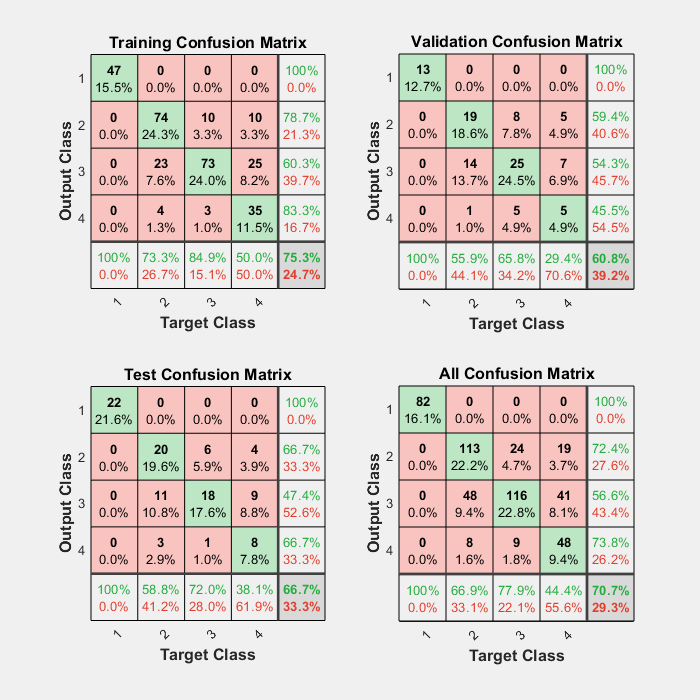 Training Confusion Matrix
1 47 0 0 0 100%
15.5% 0.0% 0.0% 0.0% 0.0%
2 0 74 10 10 78.7%
0.0% 24.3% 3.3% 3.3% 21.3%
3 0 23 73 25 60.3%
0.0% 7.6% 24.0% 8.2% 39.7%
4 0 4 3 35 83.3%
0.0% 1.3% 1.0% 11.5% 16.7%
100% 73.3% 84.9% 50.0% 75.3%
0.0% 26.7% 15.1% 50.0% 24.7%
1 2 3 4
Target Class
Output Class
Validation Confusion Matrix
1 13 0 0 0 100%
12.7% 0.0% 0.0% 0.0% 0.0%
2 0 19 8 5 59.4%
0.0% 18.6% 7.8% 4.9% 40.6%
3 0 14 25 7 54.3%
0.0% 13.7% 24.5% 6.9% 45.7%
4 0 1 5 5 45.5%
0.0% 1.0% 4.9% 4.9% 54.5%
100% 55.9% 65.8% 29.4% 60.8%
0.0% 44.1% 34.2% 70.6% 39.2%
1 2 3 4
Target Class
Output Class
Test Confusion Matrix
1 22 0 0 0 100%
21.6% 0.0% 0.0% 0.0% 0.0%
2 0 20 6 4 66.7%
0.0% 19.6% 5.9% 3.9% 33.3%
3 0 11 18 9 47.4%
0.0% 10.8% 17.6% 8.8% 52.6%
4 0 3 1 8 66.7%
0.0% 2.9% 1.0% 7.8% 33.3%
100% 58.8% 72.0% 38.1% 66.7%
0.0% 41.2% 28.0% 61.9% 33.3%
1 2 3 4
Target Class
Output Class
All Confusion Matrix
1 82 0 0 0 100%
16.1% 0.0% 0.0% 0.0% 0.0%
2 0 113 24 19 72.4%
0.0% 22.2% 4.7% 3.7% 27.6%
3 0 48 116 41 56.6%
0.0% 9.4% 22.8% 8.1% 43.4%
4 0 8 9 48 73.8%
0.0% 1.6% 1.8% 9.4% 26.2%
100% 66.9% 77.9% 44.4% 70.7%
0.0% 33.1% 22.1% 55.6% 29.3%
1 2 3 4
Target Class
Output Class